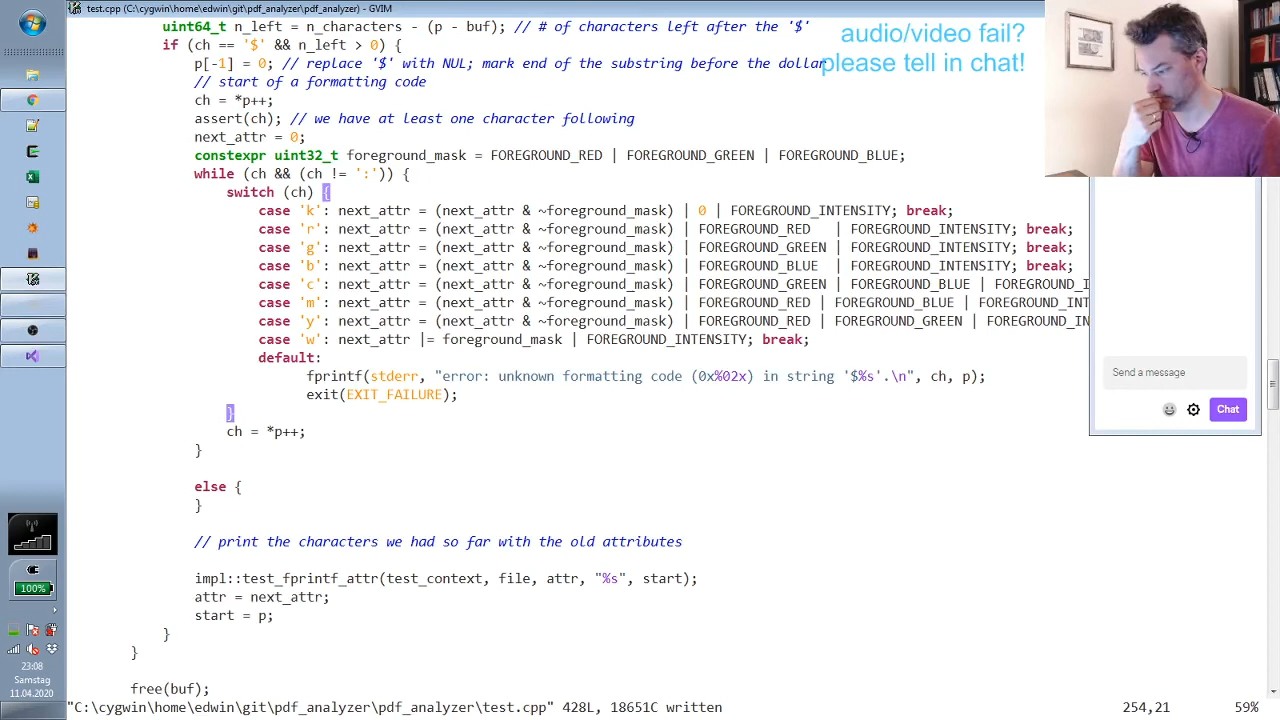 test.cpp (C:\cygwin\home\edwin\git\pdf_analyzer\pdf_analyzer) - GVIM
uint64_t n_left = n_characters - (p - buf); // # of characters left after the '$'
if (ch == '$' && n_left > 0) {
p[-1] = 0; // replace '$' with NUL; mark end of the substring before the dollar
// start of a formatting code
ch = *p++;
assert(ch); // we have at least one character following
next_attr = 0;
constexpr uint32_t foreground_mask = FOREGROUND_RED | FOREGROUND_GREEN | FOREGROUND_BLUE;
while (ch && (ch != ':')) {
switch (ch) {
case 'k': next_attr = (next_attr & ~foreground_mask) | 0 | FOREGROUND_INTENSITY; break;
case 'r': next_attr = (next_attr & ~foreground_mask) | FOREGROUND_RED   | FOREGROUND_INTENSITY; break;
case 'g': next_attr = (next_attr & ~foreground_mask) | FOREGROUND_GREEN | FOREGROUND_INTENSITY; break;
case 'b': next_attr = (next_attr & ~foreground_mask) | FOREGROUND_BLUE  | FOREGROUND_INTENSITY; break;
case 'c': next_attr = (next_attr & ~foreground_mask) | FOREGROUND_GREEN | FOREGROUND_BLUE | FOREGROUND_I
case 'm': next_attr = (next_attr & ~foreground_mask) | FOREGROUND_RED | FOREGROUND_BLUE | FOREGROUND_INT
case 'y': next_attr = (next_attr & ~foreground_mask) | FOREGROUND_RED | FOREGROUND_GREEN | FOREGROUND_IN
case 'w': next_attr |= foreground_mask | FOREGROUND_INTENSITY; break;
default:
fprintf(stderr, "error: unknown formatting code (0x%02x) in string '$%s'.\n", ch, p);
exit(EXIT_FAILURE);
}
ch = *p++;
}
else {
}
// print the characters we had so far with the old attributes
impl::test_fprintf_attr(test_context, file, attr, "%s", start);
attr = next_attr;
start = p;
}
}
free(buf);
"C:\cygwin\home\edwin\git\pdf_analyzer\pdf_analyzer\test.cpp" 428L, 18651C written
254,21
59%
audio/video fail?
please tell in chat!
Send a message
Chat
100%
23:08
Samstag
11.04.2020